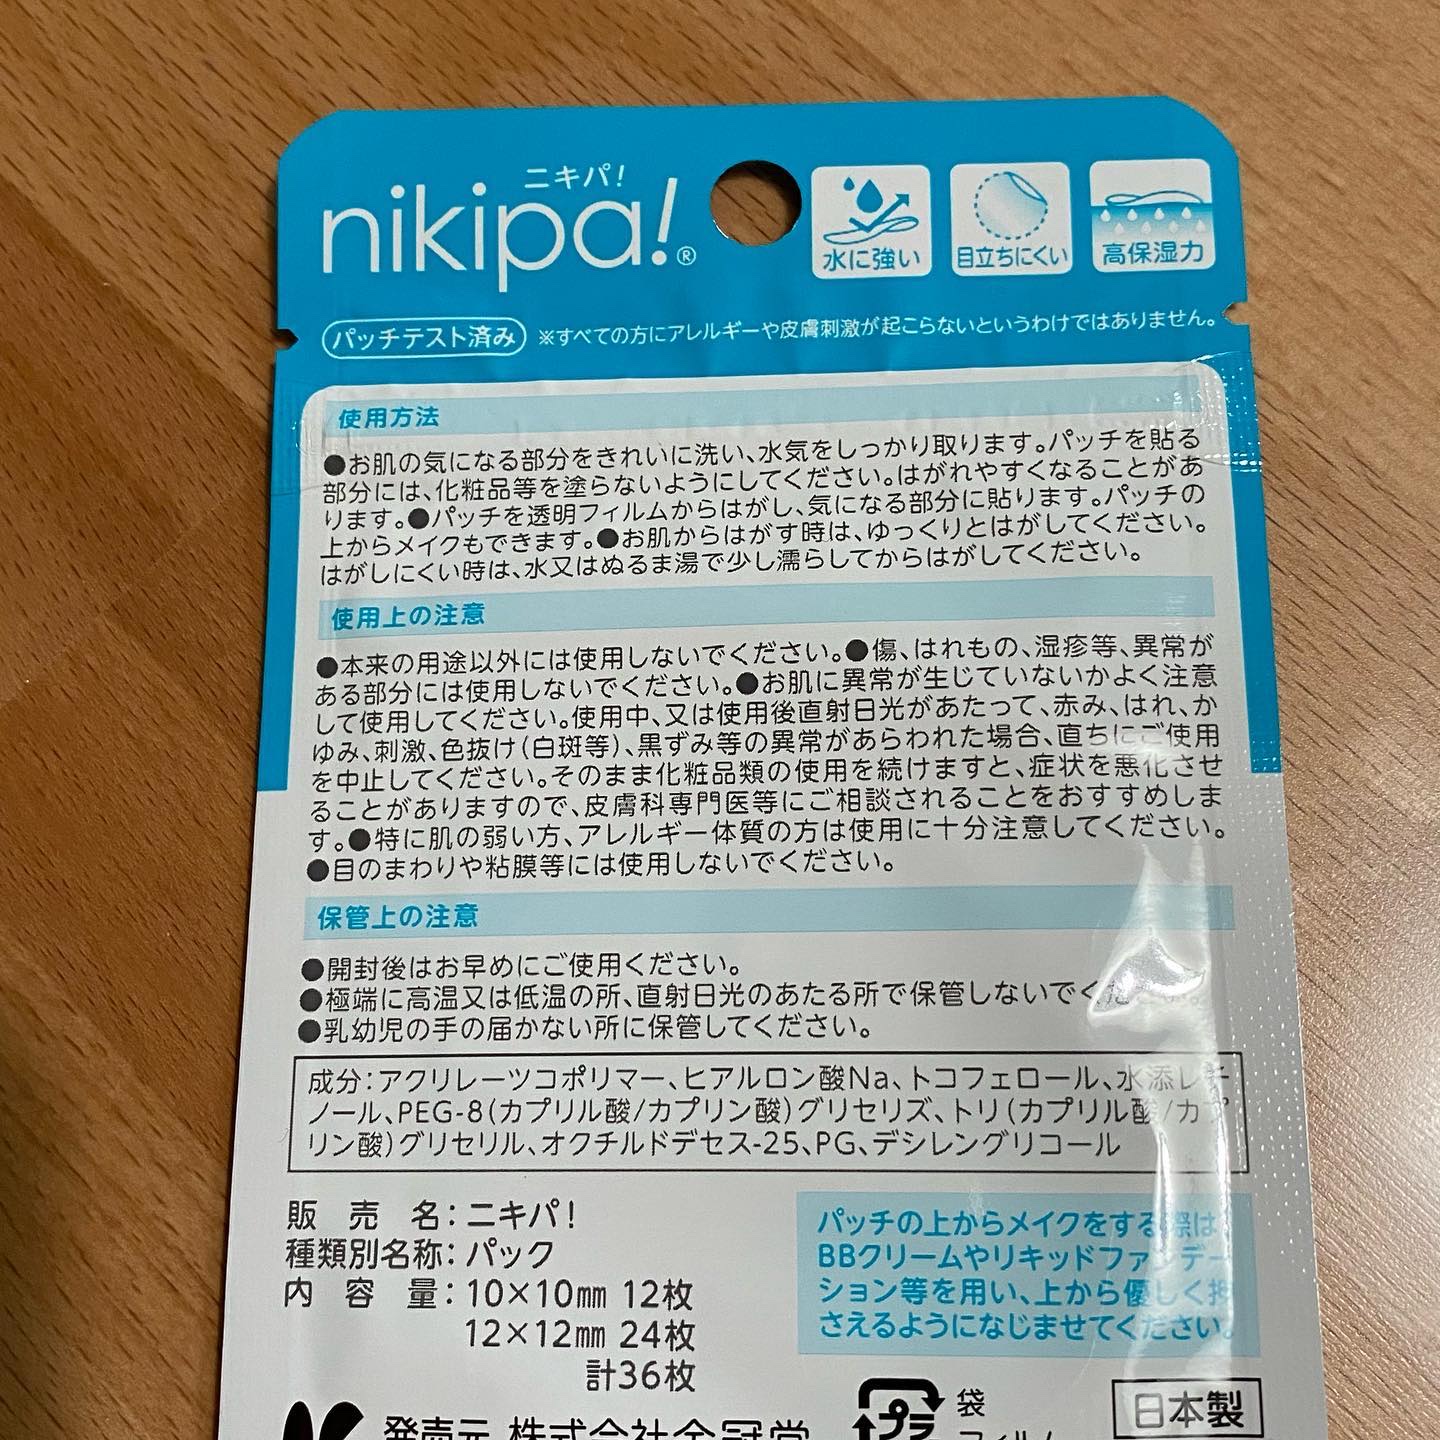 ニキパ!
nikipa!®
水に強い
目立ちにくい
高保湿力
パッチテスト済み ※すべての方にアレルギーや皮膚刺激が起こらないというわけではありません。
使用方法
●お肌の気になる部分をきれいに洗い、水気をしっかり取ります。パッチを貼る
部分には、化粧品等を塗らないようにしてください。はがれやすくなることがあ
ります。●パッチを透明フィルムからはがし、気になる部分に貼ります。パッチの
上からメイクもできます。●お肌からはがす時は、ゆっくりとはがしてください。
はがしにくい時は、水又はぬるま湯で少し濡らしてからはがしてください。
使用上の注意
●本来の用途以外には使用しないでください。●傷、はれもの、湿疹等、異常が
ある部分には使用しないでください。●お肌に異常が生じていないかよく注意
して使用してください。使用中、又は使用後直射日光があたって、赤み、はれ、か
ゆみ、刺激、色抜け(白斑等)、黒ずみ等の異常があらわれた場合、直ちにご使用
を中止してください。そのまま化粧品類の使用を続けますと、症状を悪化させ
ることがありますので、皮膚科専門医等にご相談されることをおすすめしま
す。●特に肌の弱い方、アレルギー体質の方は使用に十分注意してください。
●目のまわりや粘膜等には使用しないでください。
保管上の注意
●開封後はお早めにご使用ください。
●極端に高温又は低温の所、直射日光のあたる所で保管しないでください。
●乳幼児の手の届かない所に保管してください。
成分:アクリレーツコポリマー、ヒアルロン酸Na、トコフェロール、水添レチ
ノール、PEG-8(カプリル酸/カプリン酸)グリセリズ、トリ(カプリル酸/カプ
リン酸)グリセリル、オクチルドデセス-25、PG、デシレングリコール
販売名:ニキパ!
種類別名称:パック
内容量:10×10mm 12枚
12×12mm 24枚
計36枚
パッチの上からメイクをする際は、
BBクリームやリキッドファンデー
ション等を用い、上から優しく押
さえるようになじませてください。
発売元 株式会社金冠堂
プラ
袋
フィルム
日本製